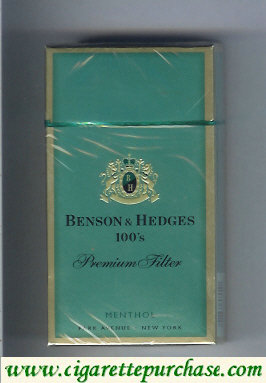 B
H
BENSON & HEDGES
100's
Premium Filter
MENTHOL
PARK AVENUE NEW YORK
www.cigarettepurchase.com